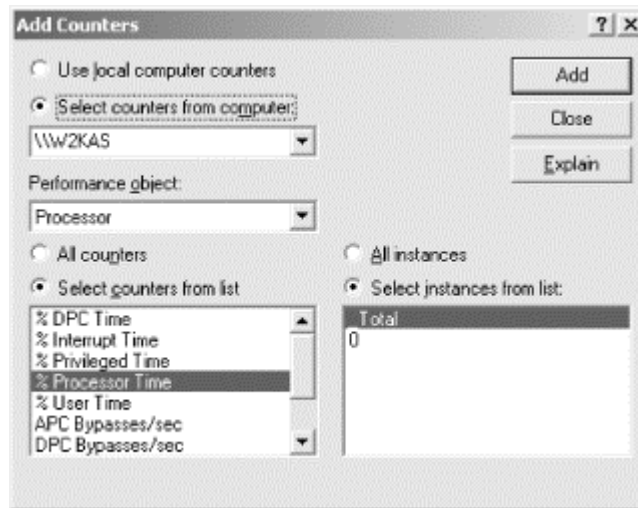 Add Counters
Use local computer counters
Select counters from computer:
\\W2KAS
Performance object:
Processor
All counters
Select counters from list
% DPC Time
% Interrupt Time
% Privileged Time
% Processor Time
% User Time
APC Bypasses/sec
DPC Bypasses/sec
All instances
Select instances from list:
_Total
0
Add
Close
Explain